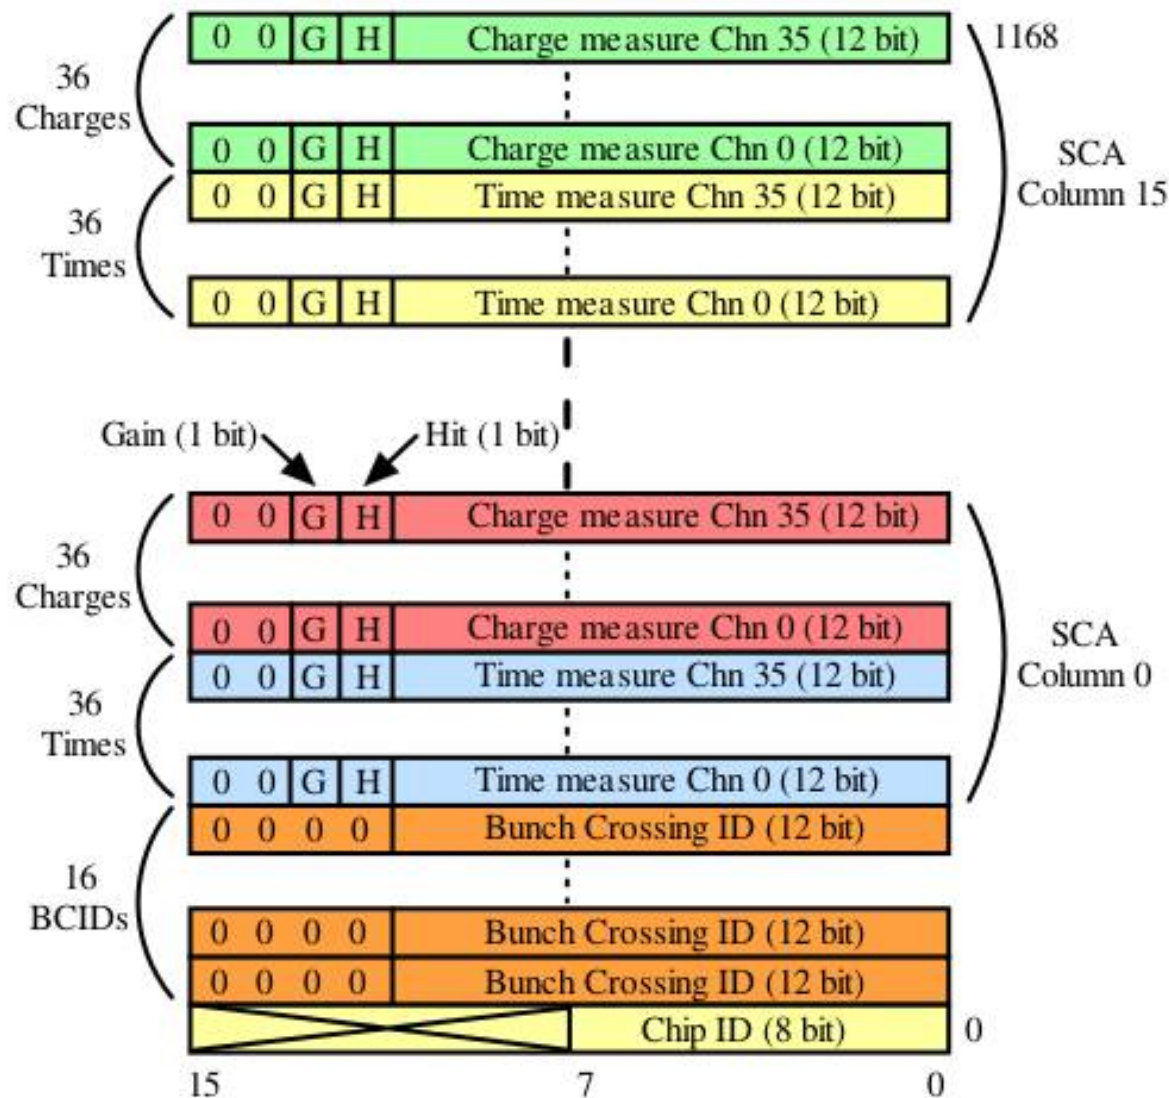 0 0 G H Charge measure Chn 35 (12 bit) 1168
36
Charges
0 0 G H Charge measure Chn 0 (12 bit)
SCA
Column 15
0 0 G H Time measure Chn 35 (12 bit)
36
Times
0 0 G H Time measure Chn 0 (12 bit)
Gain (1 bit) Hit (1 bit)
0 0 G H Charge measure Chn 35 (12 bit)
36
Charges
0 0 G H Charge measure Chn 0 (12 bit)
SCA
Column 0
0 0 G H Time measure Chn 35 (12 bit)
36
Times
0 0 G H Time measure Chn 0 (12 bit)
0 0 0 0 Bunch Crossing ID (12 bit)
16
BCIDs
0 0 0 0 Bunch Crossing ID (12 bit)
0 0 0 0 Bunch Crossing ID (12 bit)
Chip ID (8 bit) 0
15 7 0